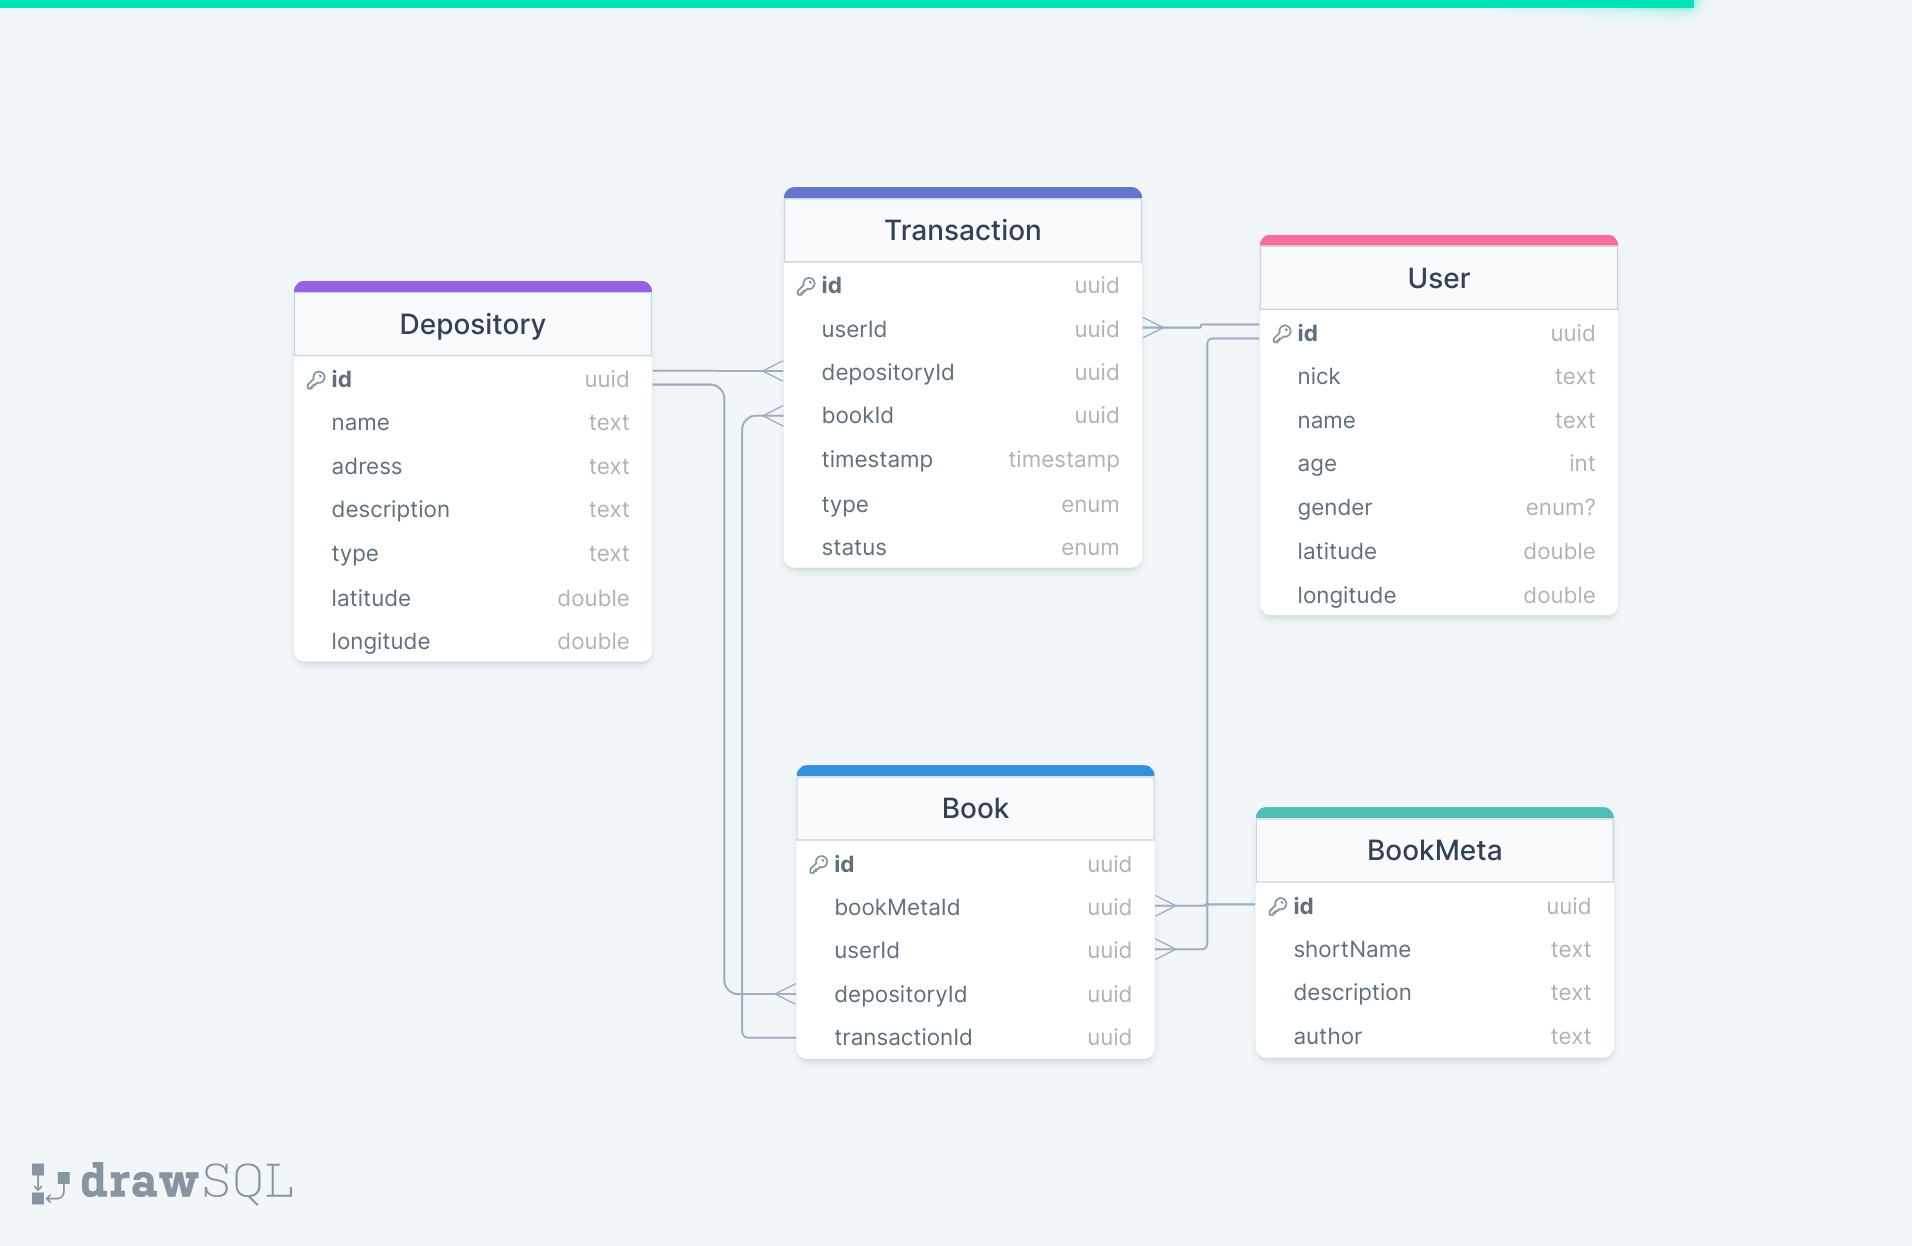 Transaction
id uuid
userId uuid
depositoryId uuid
bookId uuid
timestamp timestamp
type enum
status enum
User
id uuid
nick text
name text
age int
gender enum?
latitude double
longitude double
Depository
id uuid
name text
adress text
description text
type text
latitude double
longitude double
Book
id uuid
bookMetaId uuid
userId uuid
depositoryId uuid
transactionId uuid
BookMeta
id uuid
shortName text
description text
author text
drawSQL